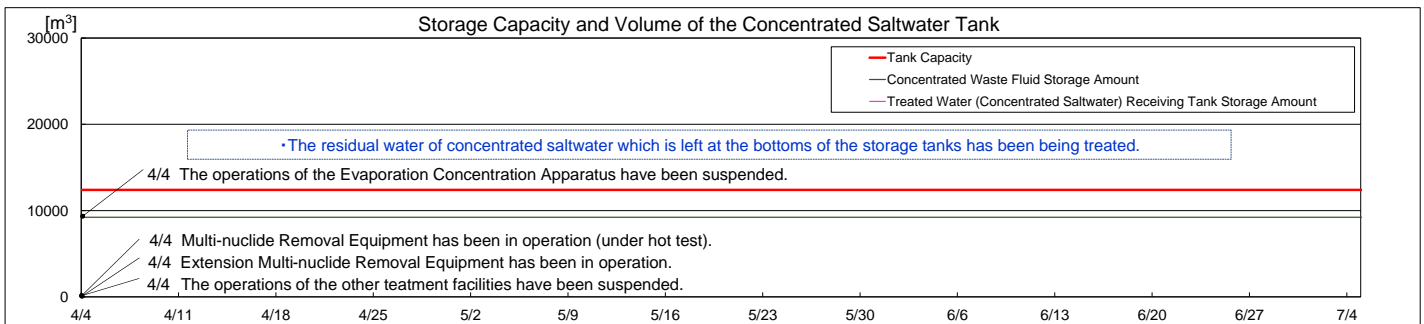 Storage Capacity and Volume of the Concentrated Saltwater Tank
[m³]
30000
Tank Capacity
Concentrated Waste Fluid Storage Amount
Treated Water (Concentrated Saltwater) Receiving Tank Storage Amount
20000
・The residual water of concentrated saltwater which is left at the bottoms of the storage tanks has been being treated.
4/4 The operations of the Evaporation Concentration Apparatus have been suspended.
10000
4/4 Multi-nuclide Removal Equipment has been in operation (under hot test).
4/4 Extension Multi-nuclide Removal Equipment has been in operation.
4/4 The operations of the other teatment facilities have been suspended.
0
4/4 4/11 4/18 4/25 5/2 5/9 5/16 5/23 5/30 6/6 6/13 6/20 6/27 7/4